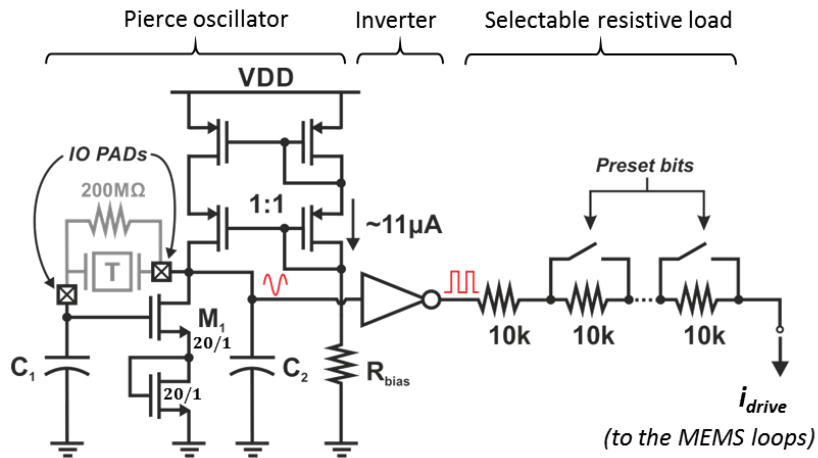 Pierce oscillator
Inverter
Selectable resistive load
VDD
IO PADs
200MΩ
T
1:1
~11μA
Preset bits
M1
20/1
20/1
C1
C2
Rbias
10k
10k
10k
idrive
(to the MEMS loops)